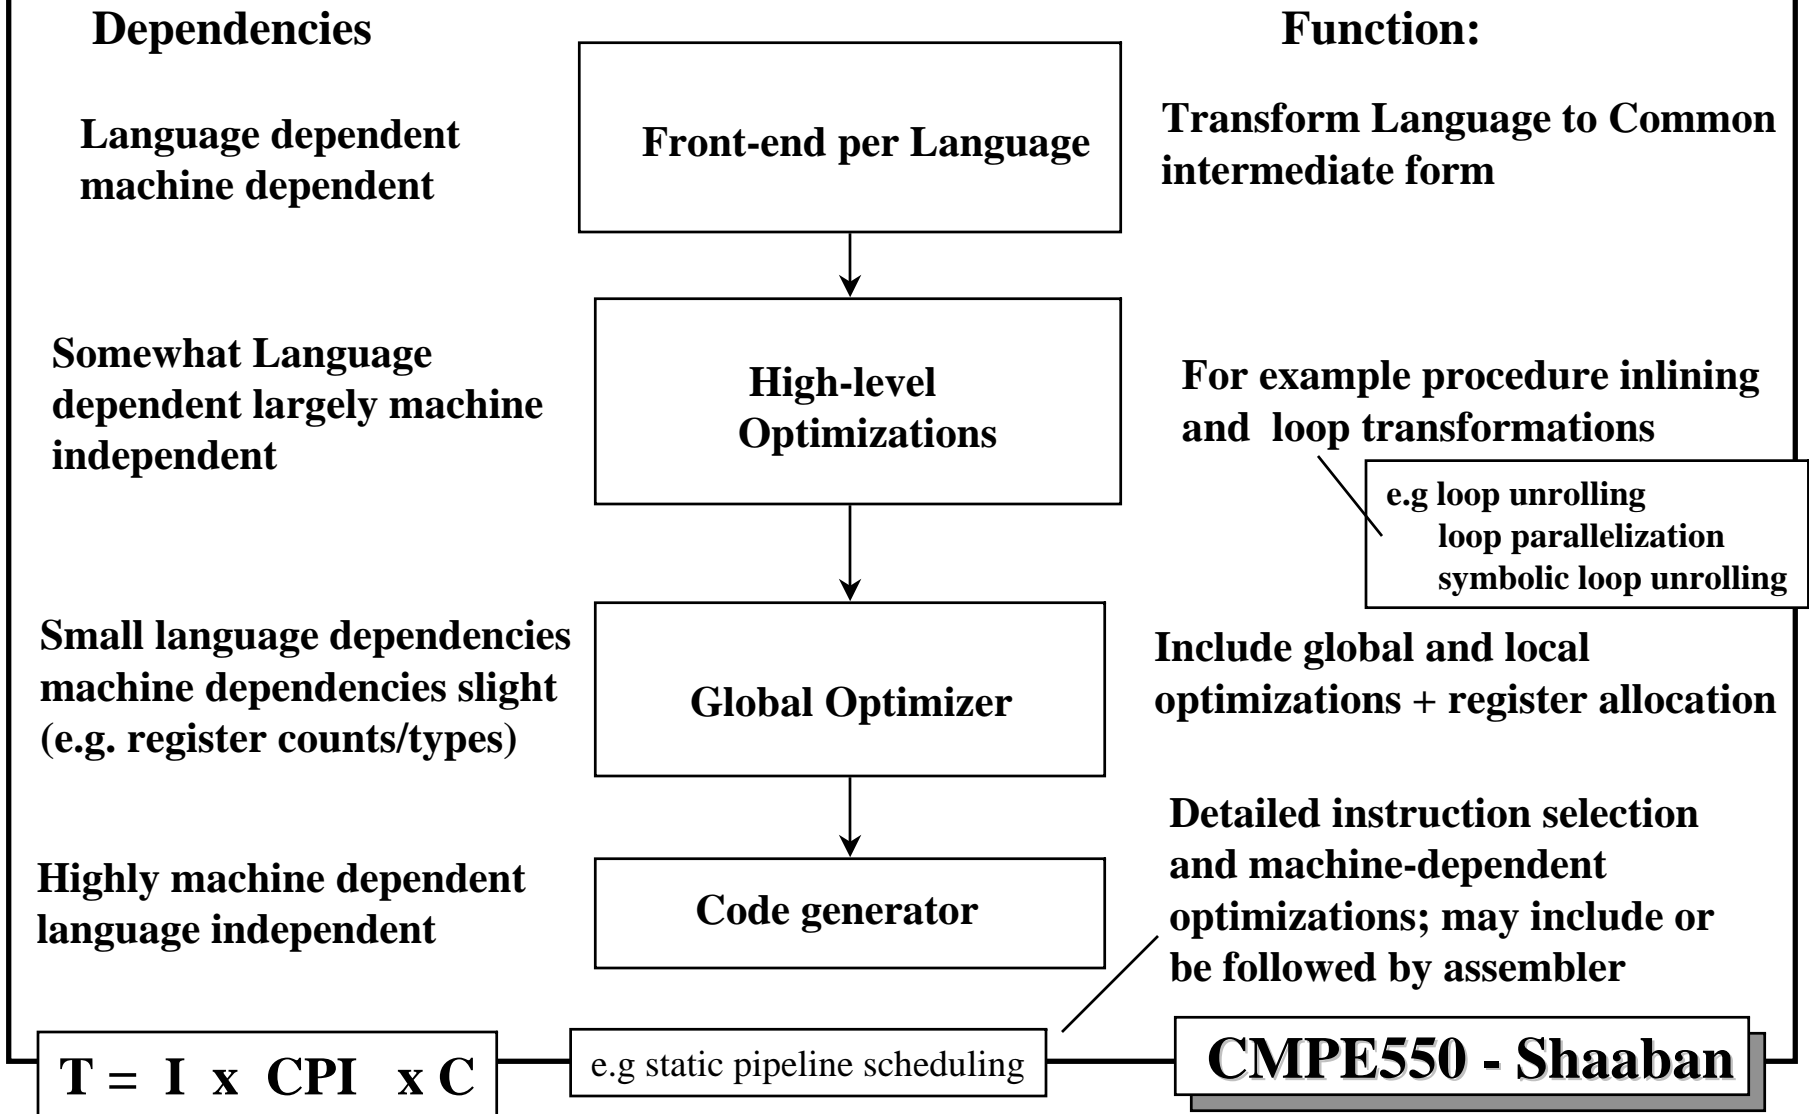 Dependencies
Function:
Language dependent
machine dependent
Front-end per Language
Transform Language to Common
intermediate form
Somewhat Language
dependent largely machine
independent
High-level
Optimizations
For example procedure inlining
and loop transformations
e.g loop unrolling
loop parallelization
symbolic loop unrolling
Small language dependencies
machine dependencies slight
(e.g. register counts/types)
Global Optimizer
Include global and local
optimizations + register allocation
Highly machine dependent
language independent
Code generator
Detailed instruction selection
and machine-dependent
optimizations; may include or
be followed by assembler
T = I x CPI x C
e.g static pipeline scheduling
CMPE550 - Shaaban